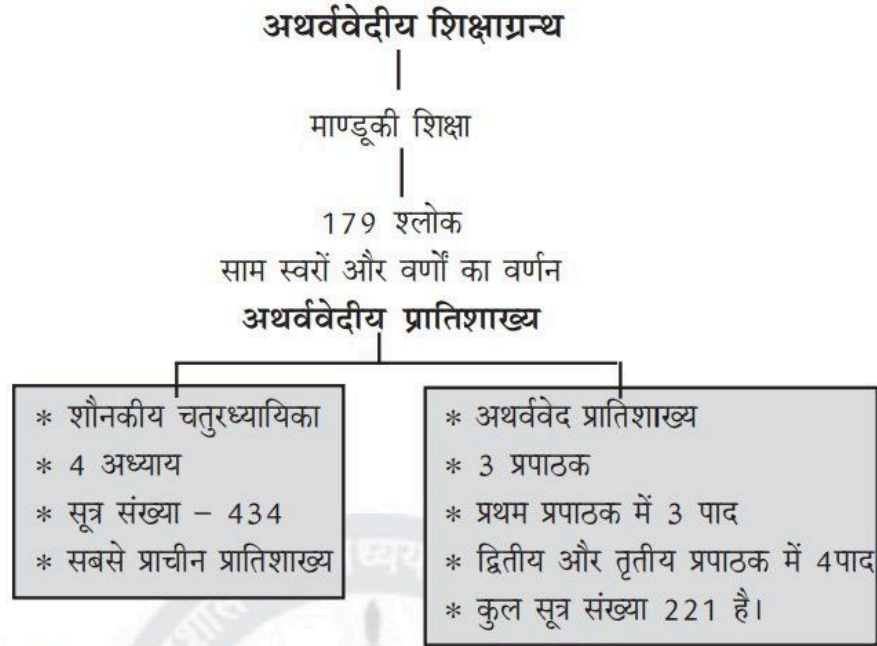 अथर्ववेदीय शिक्षाग्रन्थ
माण्डूकी शिक्षा
179 श्लोक
साम स्वरों और वर्णों का वर्णन
अथर्ववेदीय प्रातिशाख्य
* शौनकीय चतुरध्यायिका
* 4 अध्याय
* सूत्र संख्या – 434
* सबसे प्राचीन प्रातिशाख्य
* अथर्ववेद प्रातिशाख्य
* 3 प्रपाठक
* प्रथम प्रपाठक में 3 पाद
* द्वितीय और तृतीय प्रपाठक में 4पाद
* कुल सूत्र संख्या 221 है।